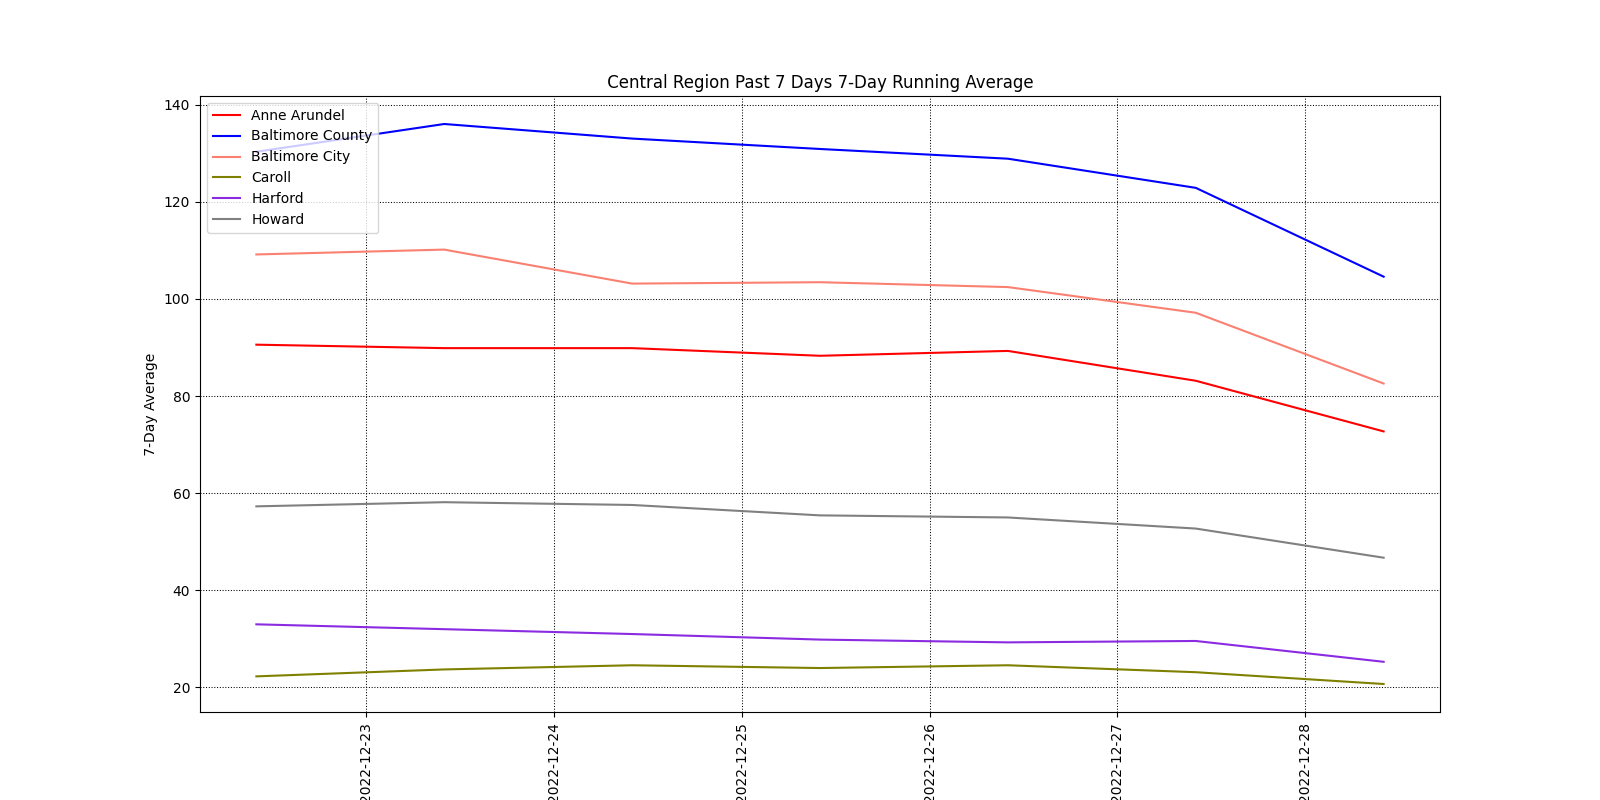 Central Region Past 7 Days 7-Day Running Average
Anne Arundel
Baltimore County
Baltimore City
Caroll
Harford
Howard
7-Day Average
140
120
100
80
60
40
20
2022-12-23
2022-12-24
2022-12-25
2022-12-26
2022-12-27
2022-12-28